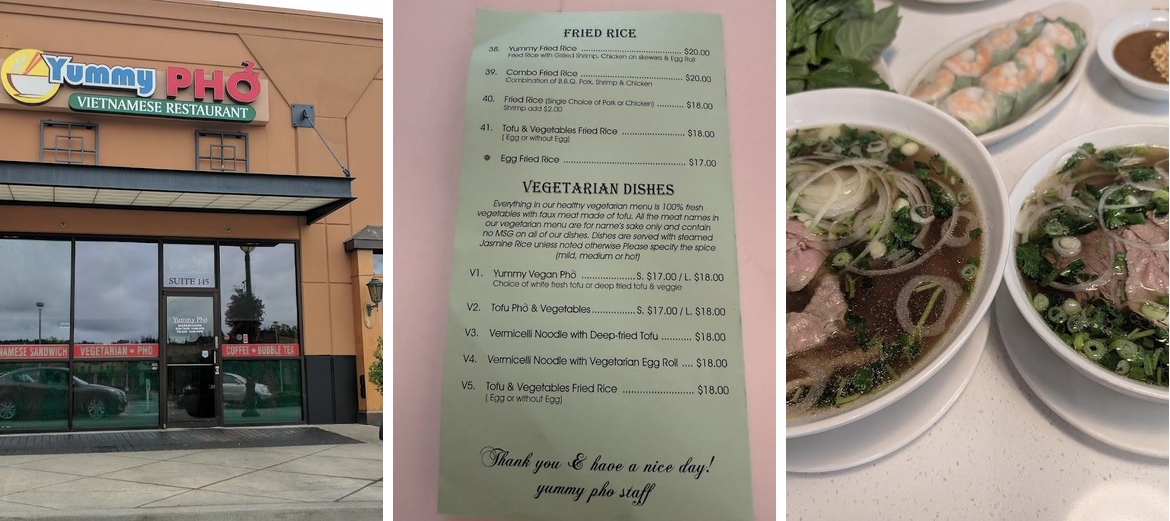 Yummy PHở
VIETNAMESE RESTAURANT
SUITE 145
Yummy Phở
NAMESE SANDWICH
VEGETARIAN • PHO
COFFEE • BUBBLE TEA
FRIED RICE
38. Yummy Fried Rice ................................ $20.00
Fried Rice with Grilled Shrimp, Chicken on skewers & Egg Roll
39. Combo Fried Rice ................................ $20.00
Combination of B.B.Q, Pork, Shrimp & Chicken
40. Fried Rice (Single Choice of Pork or Chicken) .......... $18.00
Shrimp add $2.00
41. Tofu & Vegetables Fried Rice ........................ $18.00
( Egg or without Egg)
Egg Fried Rice ........................................ $17.00
VEGETARIAN DISHES
Everything in our healthy vegetarian menu is 100% fresh
vegetables with faux meat made of tofu. All the meat names in
our vegetarian menu are for name's sake only and contain
no MSG on all of our dishes. Dishes are served with steamed
Jasmine Rice unless noted otherwise Please specify the spice
(mild, medium or hot)
V1. Yummy Vegan Phở ..................S. $17.00 / L. $18.00
Choice of white fresh tofu or deep fried tofu & veggie
V2. Tofu Phở & Vegetables..............S. $17.00 / L. $18.00
V3. Vermicelli Noodle with Deep-fried Tofu ......... $18.00
V4. Vermicelli Noodle with Vegetarian Egg Roll .... $18.00
V5. Tofu & Vegetables Fried Rice ........................ $18.00
( Egg or without Egg)
Thank you & have a nice day!
yummy pho staff